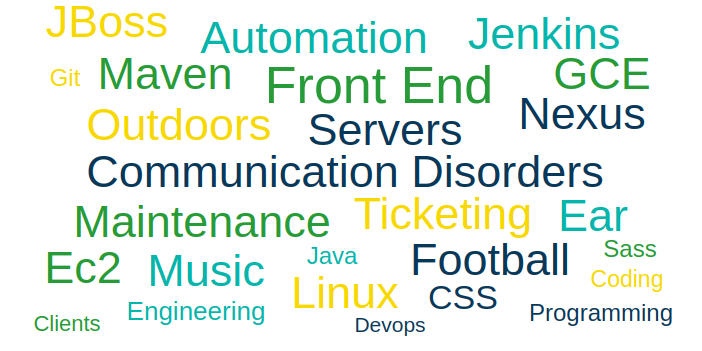 JBoss
Automation
Jenkins
Git
Maven
Front End
GCE
Outdoors
Servers
Nexus
Communication Disorders
Maintenance
Ticketing
Ear
Ec2
Music
Java
Football
Sass
Linux
CSS
Coding
Clients
Engineering
Devops
Programming